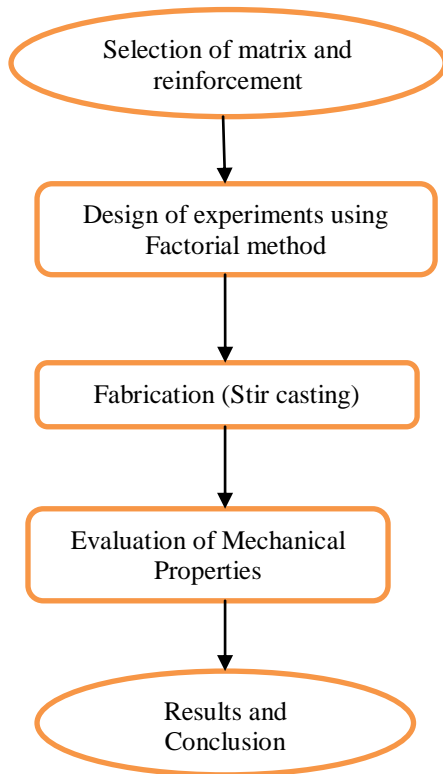 Selection of matrix and
reinforcement
Design of experiments using
Factorial method
Fabrication (Stir casting)
Evaluation of Mechanical
Properties
Results and
Conclusion